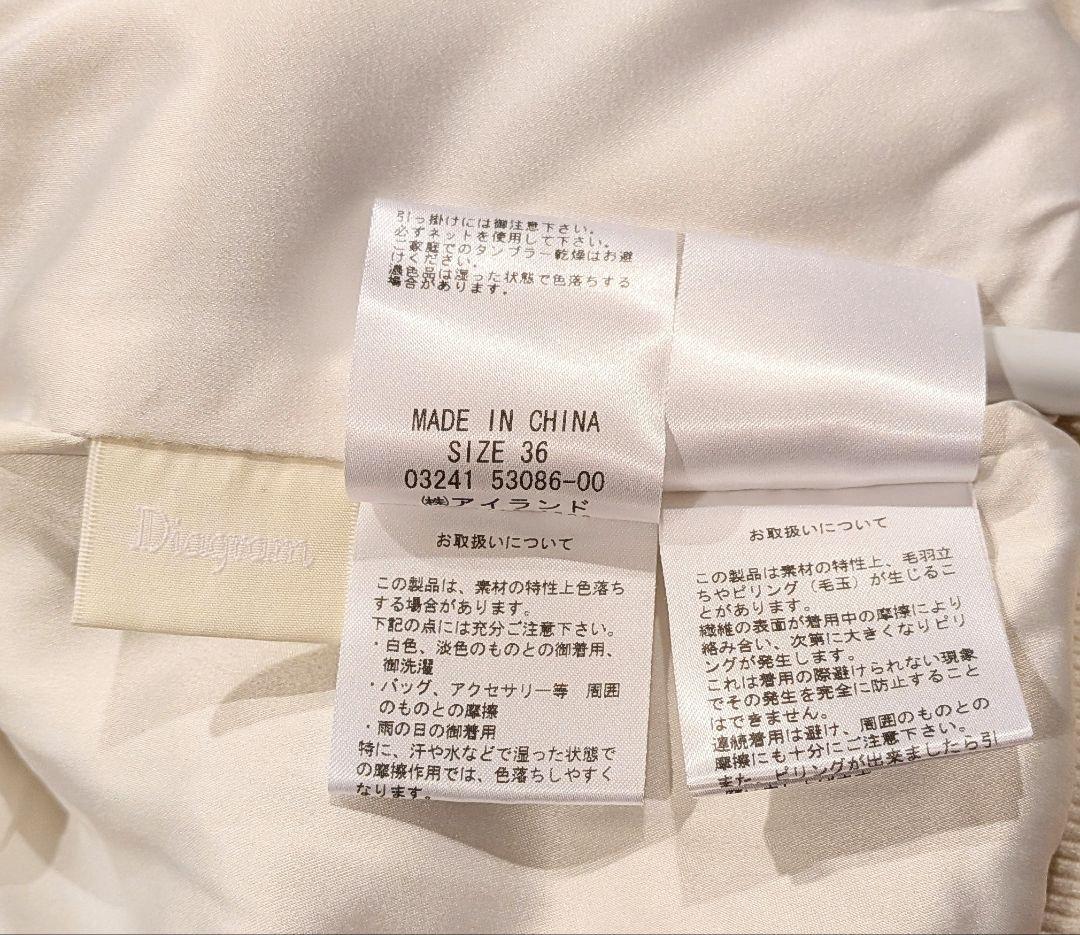 引っ掛けには御注意下さい。
必ずネットを使用して下さい。
ご家庭でのタンブラー乾燥はお避
けください。
濃色品は湿った状態で色落ちする
場合があります。
MADE IN CHINA
SIZE 36
03241 53086-00
㈱アイランド
Diagram
お取扱いについて
この製品は、素材の特性上色落ち
する場合があります。
下記の点には充分ご注意下さい。
・白色、淡色のものとの御着用、
御洗濯
・バッグ、アクセサリー等 周囲
のものとの摩擦
・雨の日の御着用
特に、汗や水などで湿った状態で
の摩擦作用では、色落ちしやすく
なります。
お取扱いについて
この製品は素材の特性上、毛羽立
ちやピリング（毛玉）が生じるこ
とがあります。
繊維の表面が着用中の摩擦により
絡み合い、次第に大きくなりピリ
ングが発生します。
これは着用の際避けられない現象
でその発生を完全に防止すること
はできません。
連続着用は避け、周囲のものとの
摩擦にも十分にご注意下さい。
また、ピリングが出来ましたら引